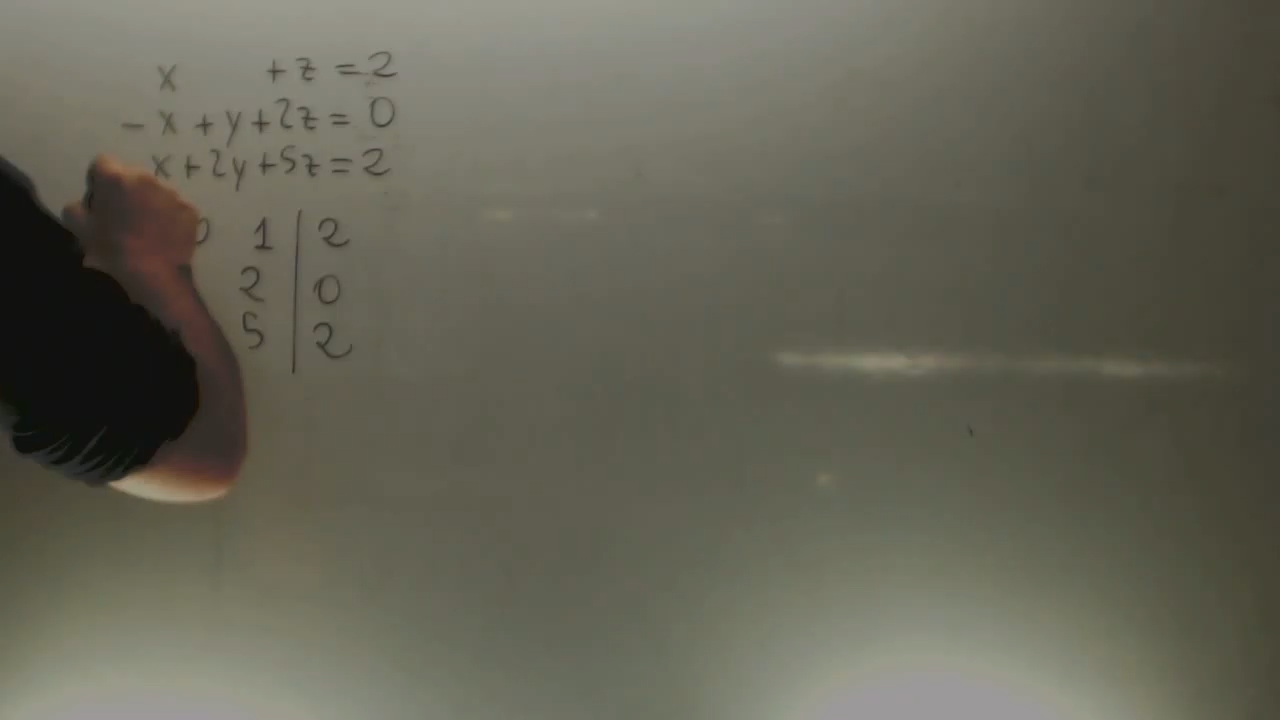 x + z = 2
- x + y + 2z = 0
x + 2y + 5z = 2
1 | 2
2 | 0
5 | 2